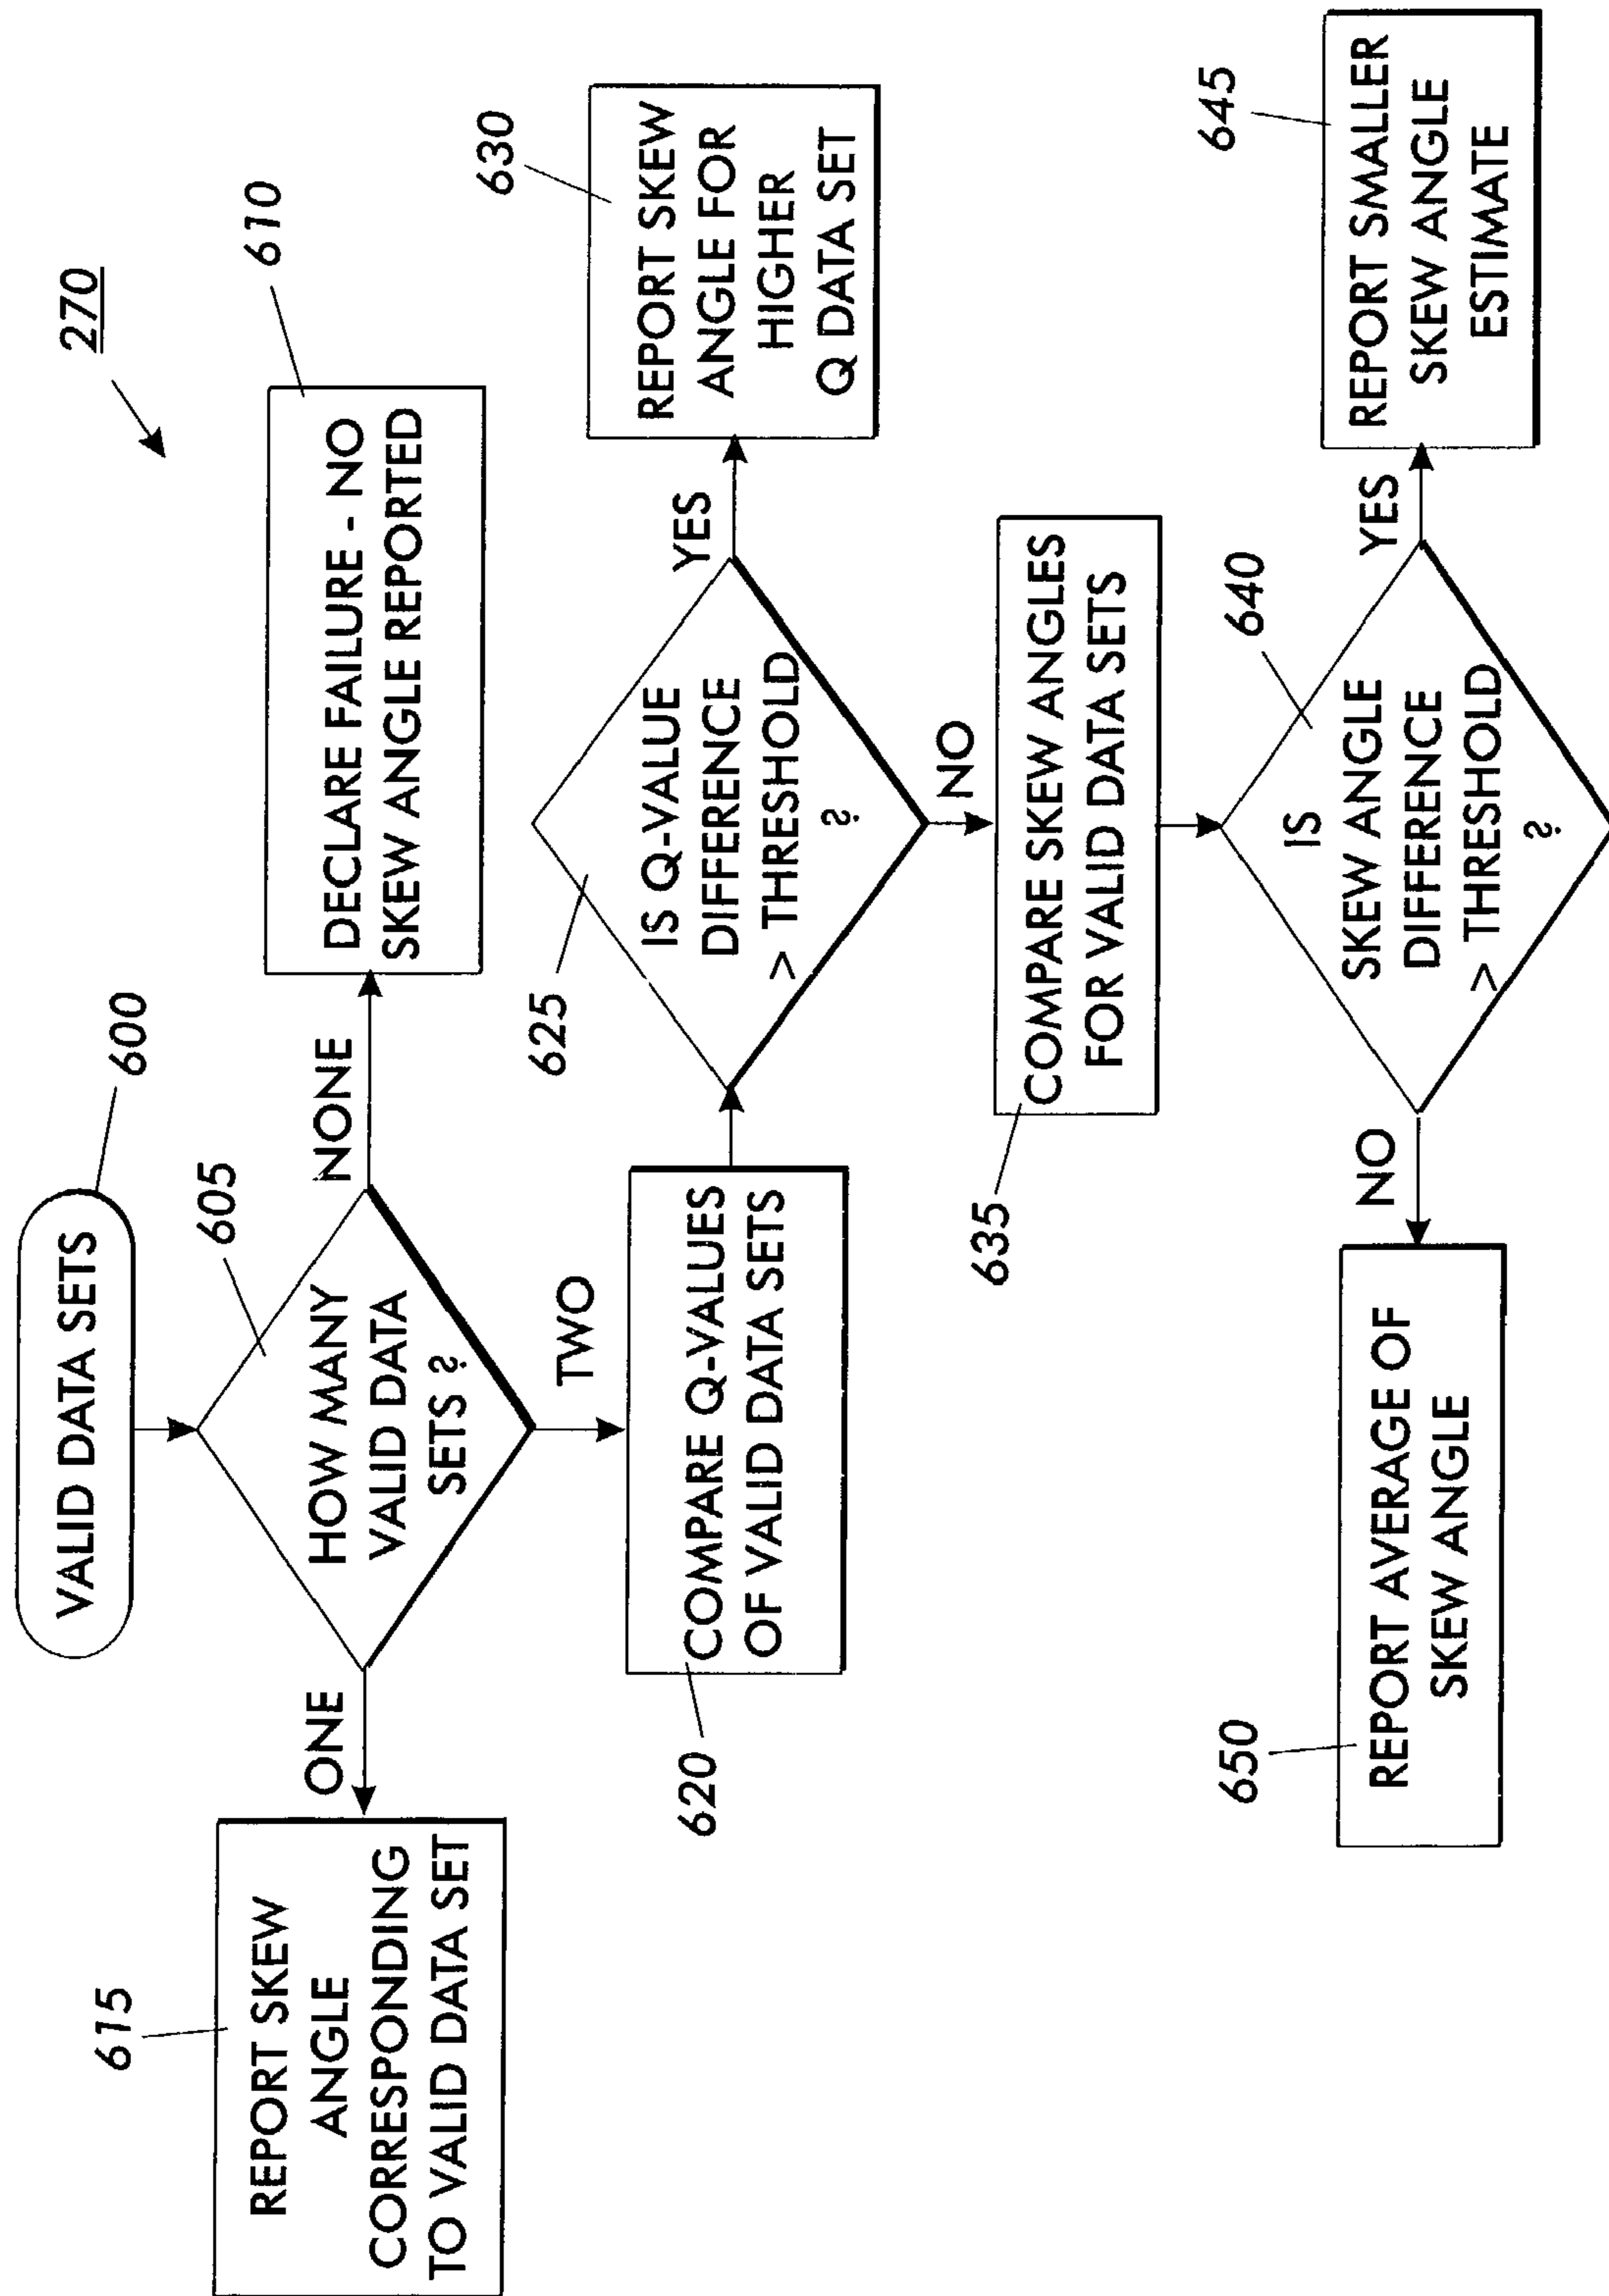 270
VALID DATA SETS
600
HOW MANY
VALID DATA
SETS ?
605
NONE
DECLARE FAILURE - NO
SKEW ANGLE REPORTED
610
ONE
REPORT SKEW
ANGLE
CORRESPONDING
TO VALID DATA SET
615
TWO
COMPARE Q-VALUES
OF VALID DATA SETS
620
IS Q-VALUE
DIFFERENCE
> THRESHOLD
?
625
YES
REPORT SKEW
ANGLE FOR
HIGHER
Q DATA SET
630
NO
COMPARE SKEW ANGLES
FOR VALID DATA SETS
635
IS
SKEW ANGLE
DIFFERENCE
> THRESHOLD
?
640
YES
REPORT SMALLER
SKEW ANGLE
ESTIMATE
645
NO
REPORT AVERAGE OF
SKEW ANGLE
650